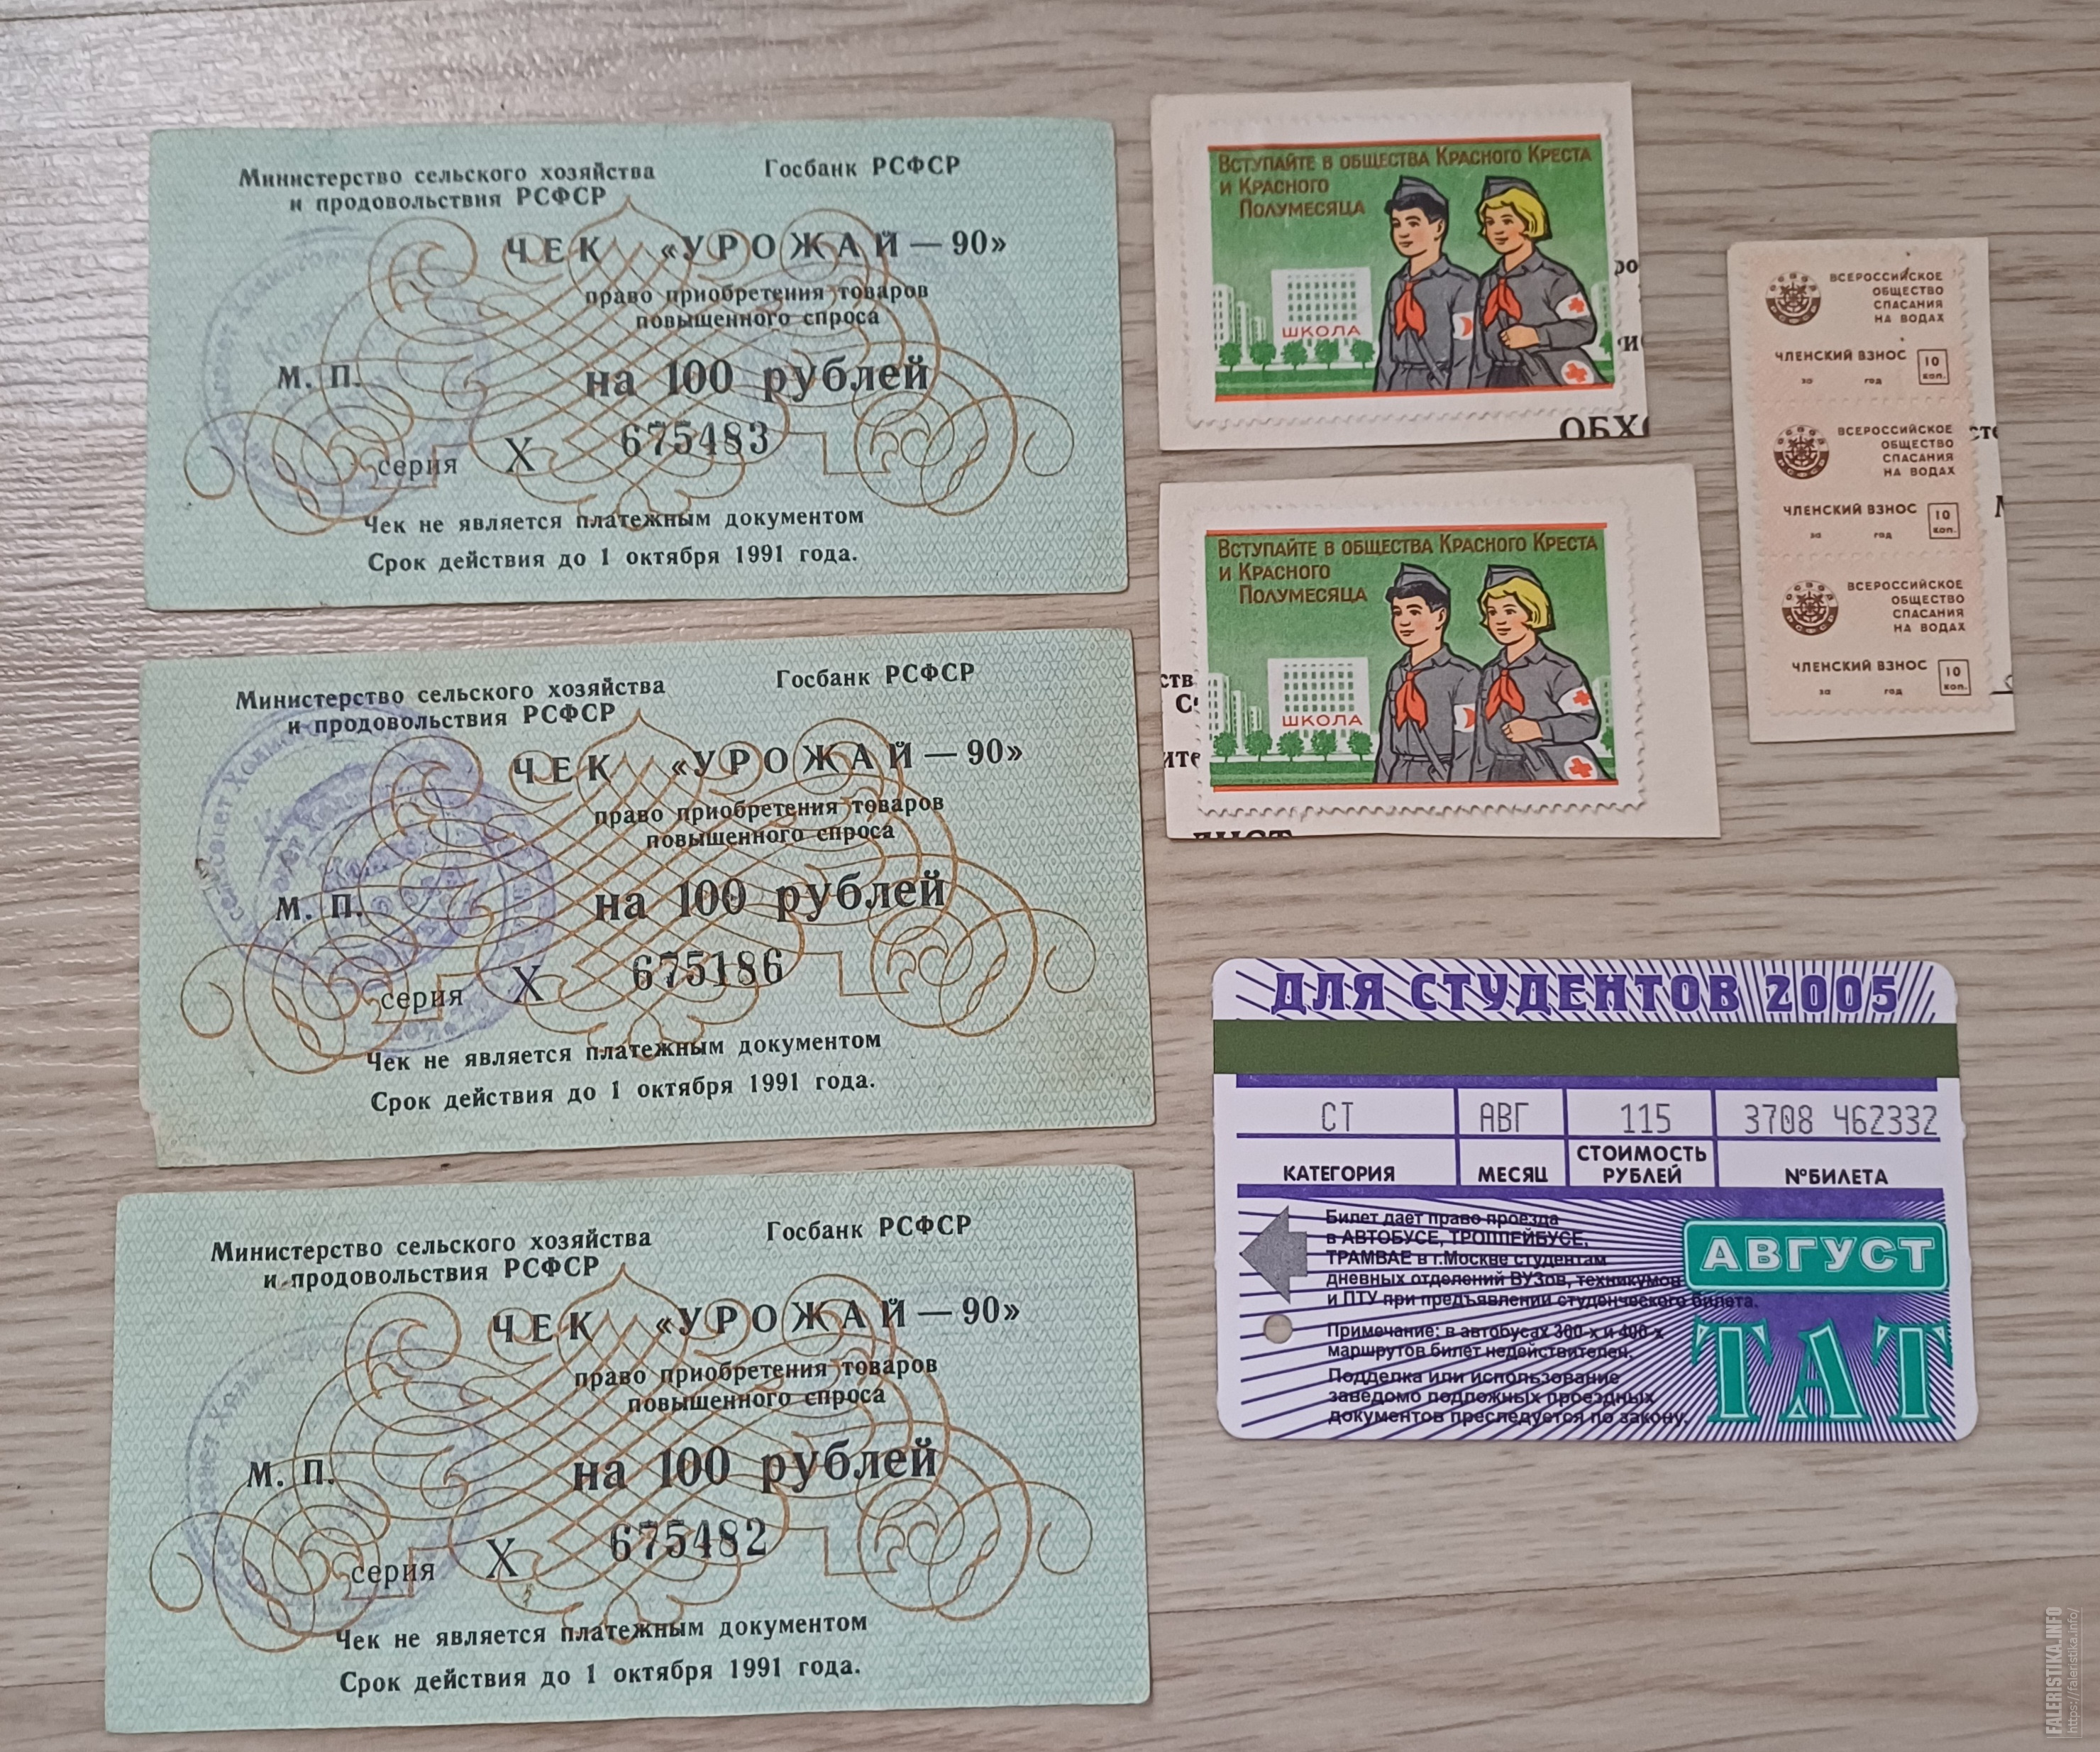 Министерство сельского хозяйства
и продовольствия РСФСР
Госбанк РСФСР
ЧЕК «УРОЖАЙ — 90»
право приобретения товаров
повышенного спроса
М. П.
на 100 рублей
серия X 675483
Чек не является платежным документом
Срок действия до 1 октября 1991 года.
Министерство сельского хозяйства
и продовольствия РСФСР
Госбанк РСФСР
ЧЕК «УРОЖАЙ — 90»
право приобретения товаров
повышенного спроса
М. П.
на 100 рублей
серия X 675186
Чек не является платежным документом
Срок действия до 1 октября 1991 года.
Министерство сельского хозяйства
и продовольствия РСФСР
Госбанк РСФСР
ЧЕК «УРОЖАЙ — 90»
право приобретения товаров
повышенного спроса
М. П.
на 100 рублей
серия X 675482
Чек не является платежным документом
Срок действия до 1 октября 1991 года.
Вступайте в общества Красного Креста
и Красного
Полумесяца
ШКОЛА
Вступайте в общества Красного Креста
и Красного
Полумесяца
ШКОЛА
ВСЕРОССИЙСКОЕ
ОБЩЕСТВО
СПАСАНИЯ
НА ВОДАХ
ЧЛЕНСКИЙ ВЗНОС 10 коп.
за год
ВСЕРОССИЙСКОЕ
ОБЩЕСТВО
СПАСАНИЯ
НА ВОДАХ
ЧЛЕНСКИЙ ВЗНОС 10 коп.
за год
ВСЕРОССИЙСКОЕ
ОБЩЕСТВО
СПАСАНИЯ
НА ВОДАХ
ЧЛЕНСКИЙ ВЗНОС 10 коп.
за год
ДЛЯ СТУДЕНТОВ 2005
СТ АВГ 115 3708 462332
КАТЕГОРИЯ МЕСЯЦ СТОИМОСТЬ РУБЛЕЙ №БИЛЕТА
Билет дает право проезда
в АВТОБУСЕ, ТРОЛЛЕЙБУСЕ,
ТРАМВАЕ в г.Москве студентам
дневных отделений ВУЗов, техникумов
и ПТУ при предъявлении студенческого билета.
Примечание: в автобусах 300-х и 400-х
маршрутов билет недействителен.
Подделка или использование
заведомо подложных проездных
документов преследуется по закону.
АВГУСТ
ТАТ
FALERISTIKA.INFO
https://faleristika.info/